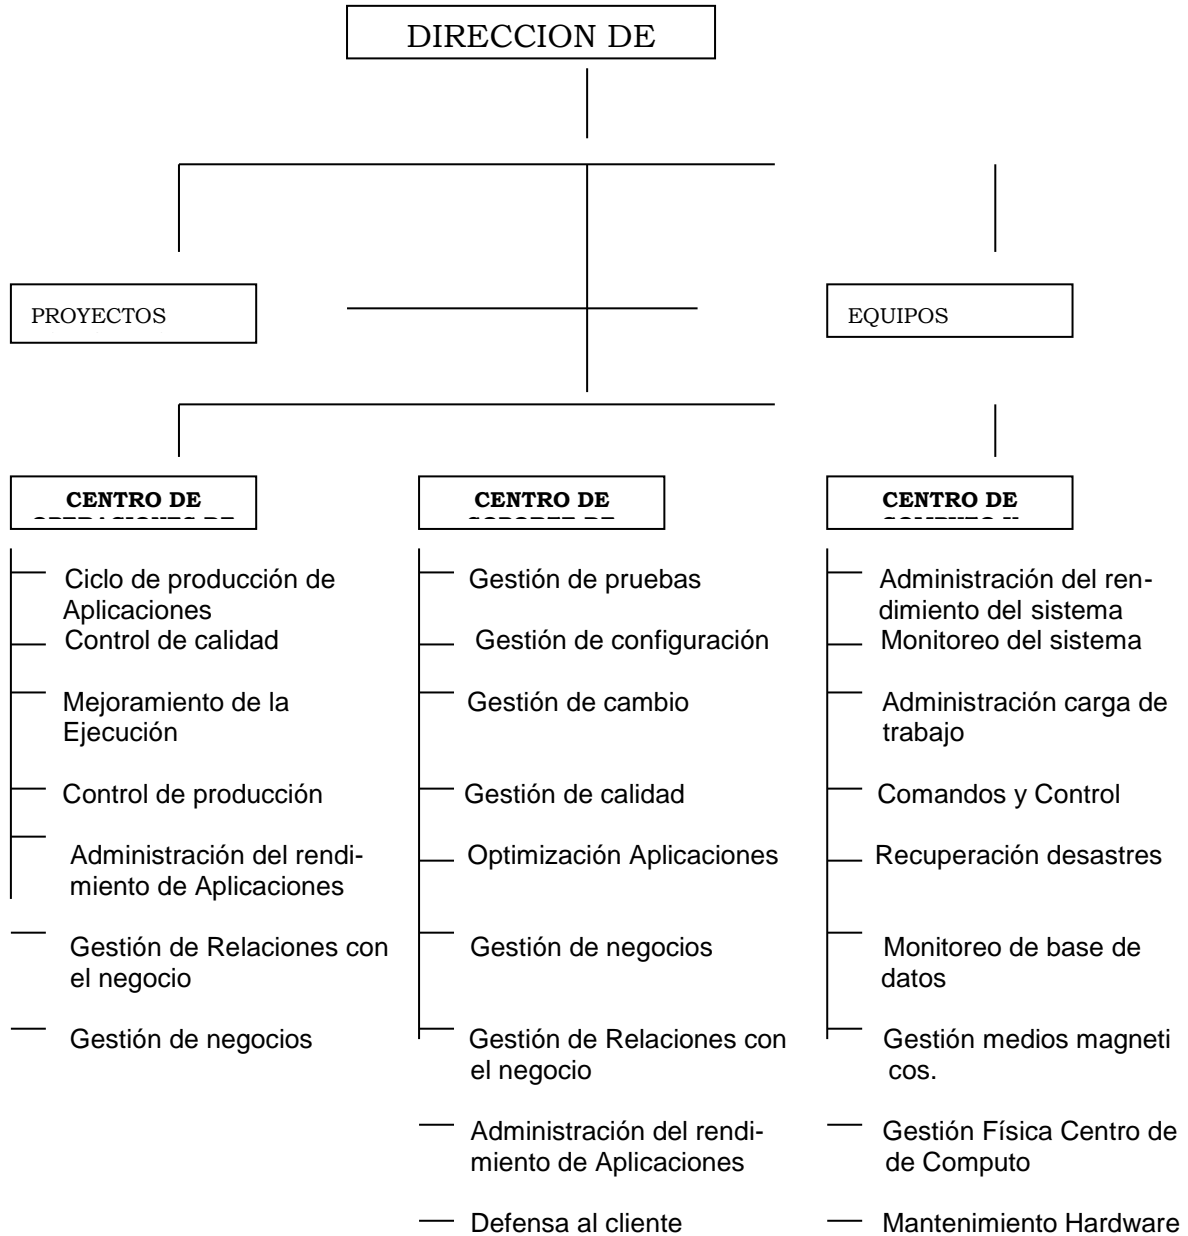 DIRECCION DE
PROYECTOS
EQUIPOS
CENTRO DE
CENTRO DE
CENTRO DE
Ciclo de producción de
Aplicaciones
Control de calidad
Mejoramiento de la
Ejecución
Control de producción
Administración del rendi-
miento de Aplicaciones
Gestión de Relaciones con
el negocio
Gestión de negocios
Gestión de pruebas
Gestión de configuración
Gestión de cambio
Gestión de calidad
Optimización Aplicaciones
Gestión de negocios
Gestión de Relaciones con
el negocio
Administración del rendi-
miento de Aplicaciones
Defensa al cliente
Administración del ren-
dimiento del sistema
Monitoreo del sistema
Administración carga de
trabajo
Comandos y Control
Recuperación desastres
Monitoreo de base de
datos
Gestión medios magneti
cos.
Gestión Física Centro de
de Computo
Mantenimiento Hardware